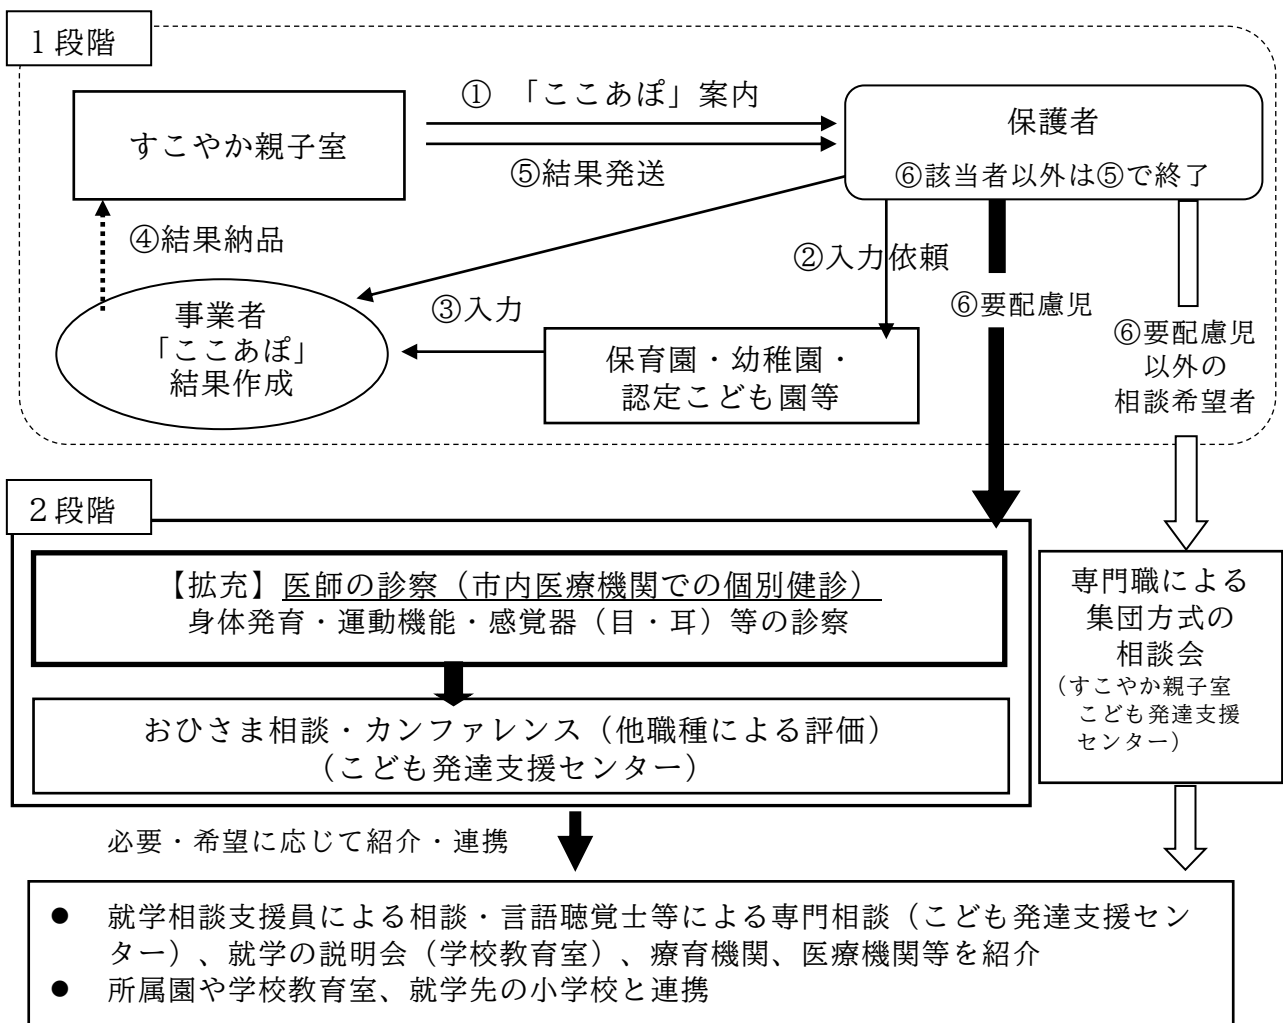 １段階
① 「ここあぽ」案内
すこやか親子室
保護者
⑤結果発送
⑥該当者以外は⑤で終了
④結果納品
②入力依頼
⑥要配慮児
③入力
事業者
「ここあぽ」
結果作成
保育園・幼稚園・
認定こども園等
⑥要配慮児
以外の
相談希望者
２段階
【拡充】医師の診察（市内医療機関での個別健診）
身体発育・運動機能・感覚器（目・耳）等の診察
おひさま相談・カンファレンス（他職種による評価）
（こども発達支援センター）
専門職による
集団方式の
相談会
（すこやか親子室
こども発達支援
センター）
必要・希望に応じて紹介・連携
● 就学相談支援員による相談・言語聴覚士等による専門相談（こども発達支援セン
ター）、就学の説明会（学校教育室）、療育機関、医療機関等を紹介
● 所属園や学校教育室、就学先の小学校と連携